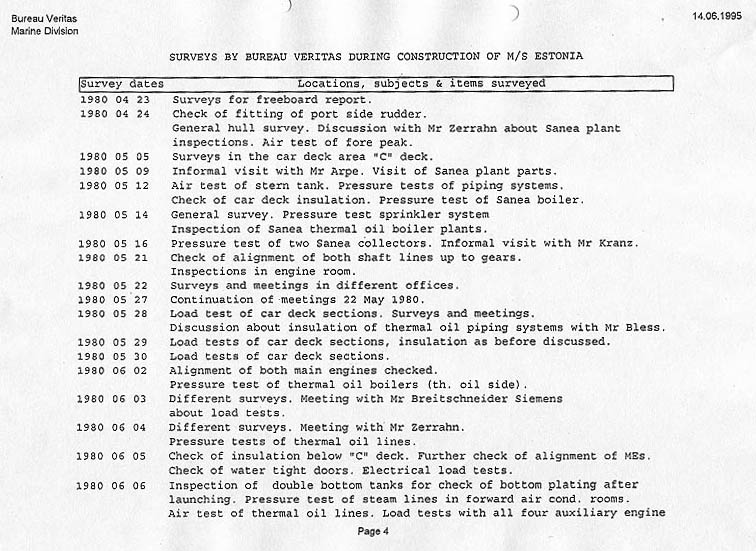 Bureau Veritas
Marine Division
14.06.1995
SURVEYS BY BUREAU VERITAS DURING CONSTRUCTION OF M/S ESTONIA
Survey dates Locations, subjects & items surveyed
1980 04 23 Surveys for freeboard report.
1980 04 24 Check of fitting of port side rudder.
General hull survey. Discussion with Mr Zerrahn about Sanea plant
inspections. Air test of fore peak.
1980 05 05 Surveys in the car deck area "C" deck.
1980 05 09 Informal visit with Mr Arpe. Visit of Sanea plant parts.
1980 05 12 Air test of stern tank. Pressure tests of piping systems.
Check of car deck insulation. Pressure test of Sanea boiler.
1980 05 14 General survey. Pressure test sprinkler system
Inspection of Sanea thermal oil boiler plants.
1980 05 16 Pressure test of two Sanea collectors. Informal visit with Mr Kranz.
1980 05 21 Check of alignment of both shaft lines up to gears.
Inspections in engine room.
1980 05 22 Surveys and meetings in different offices.
1980 05 27 Continuation of meetings 22 May 1980.
1980 05 28 Load test of car deck sections. Surveys and meetings.
Discussion about insulation of thermal oil piping systems with Mr Bless.
1980 05 29 Load tests of car deck sections, insulation as before discussed.
1980 05 30 Load tests of car deck sections.
1980 06 02 Alignment of both main engines checked.
Pressure test of thermal oil boilers (th. oil side).
1980 06 03 Different surveys. Meeting with Mr Breitschneider Siemens
about load tests.
1980 06 04 Different surveys. Meeting with Mr Zerrahn.
Pressure tests of thermal oil lines.
1980 06 05 Check of insulation below "C" deck. Further check of alignment of MEs.
Check of water tight doors. Electrical load tests.
1980 06 06 Inspection of double bottom tanks for check of bottom plating after
launching. Pressure test of steam lines in forward air cond. rooms.
Air test of thermal oil lines. Load tests with all four auxiliary engine
Page 4